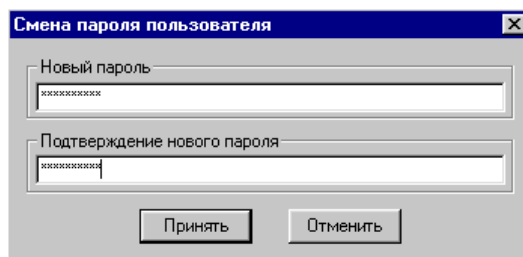 Смена пароля пользователя
Новый пароль
××××××××××
Подтверждение нового пароля
××××××××××
Принять Отменить